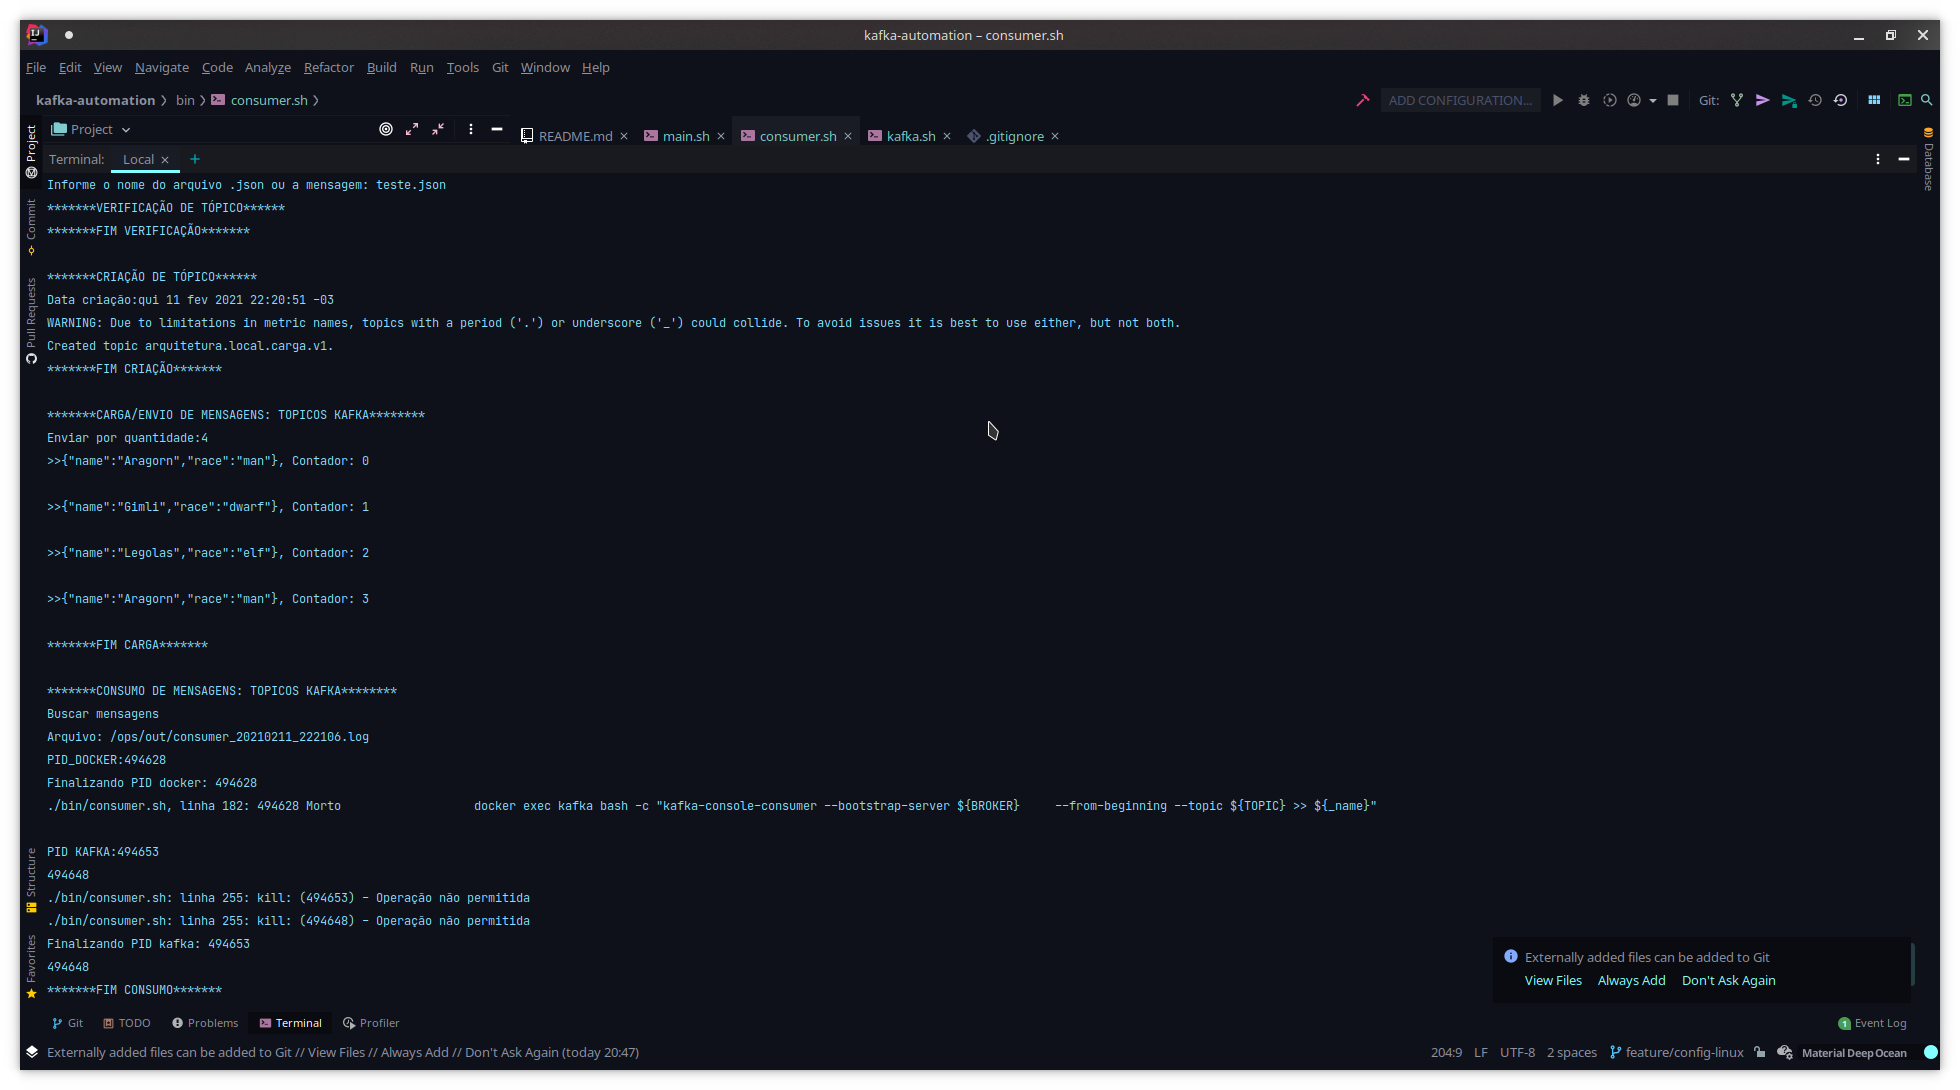 kafka-automation – consumer.sh
File Edit View Navigate Code Analyze Refactor Build Run Tools Git Window Help
kafka-automation bin consumer.sh
ADD CONFIGURATION... Git:
Project
README.md main.sh consumer.sh kafka.sh .gitignore
Terminal: Local
Project
Commit
Pull Requests
Structure
Favorites
Database
Informe o nome do arquivo .json ou a mensagem: teste.json
*******VERIFICAÇÃO DE TÓPICO******
*******FIM VERIFICAÇÃO*******
*******CRIAÇÃO DE TÓPICO******
Data criação:qui 11 fev 2021 22:20:51 -03
WARNING: Due to limitations in metric names, topics with a period ('.') or underscore ('_') could collide. To avoid issues it is best to use either, but not both.
Created topic arquitetura.local.carga.v1.
*******FIM CRIAÇÃO*******
*******CARGA/ENVIO DE MENSAGENS: TOPICOS KAFKA********
Enviar por quantidade:4
>>{"name":"Aragorn","race":"man"}, Contador: 0
>>{"name":"Gimli","race":"dwarf"}, Contador: 1
>>{"name":"Legolas","race":"elf"}, Contador: 2
>>{"name":"Aragorn","race":"man"}, Contador: 3
*******FIM CARGA*******
*******CONSUMO DE MENSAGENS: TOPICOS KAFKA********
Buscar mensagens
Arquivo: /ops/out/consumer_20210211_222106.log
PID_DOCKER:494628
Finalizando PID docker: 494628
./bin/consumer.sh, linha 182: 494628 Morto                   docker exec kafka bash -c "kafka-console-consumer --bootstrap-server ${BROKER}     --from-beginning --topic ${TOPIC} >> ${_name}"
PID KAFKA:494653
494648
./bin/consumer.sh: linha 255: kill: (494653) - Operação não permitida
./bin/consumer.sh: linha 255: kill: (494648) - Operação não permitida
Finalizando PID kafka: 494653
494648
*******FIM CONSUMO*******
Externally added files can be added to Git
View Files Always Add Don't Ask Again
Git TODO Problems Terminal Profiler 1 Event Log
Externally added files can be added to Git // View Files // Always Add // Don't Ask Again (today 20:47) 204:9 LF UTF-8 2 spaces feature/config-linux Material Deep Ocean